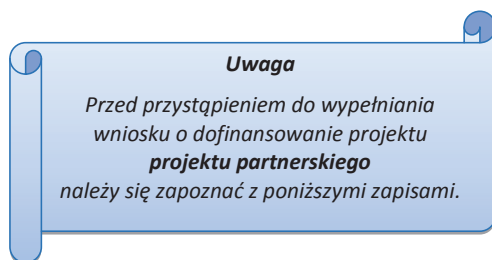 Uwaga
Przed przystąpieniem do wypełniania
wniosku o dofinansowanie projektu
projektu partnerskiego
należy się zapoznać z poniższymi zapisami.